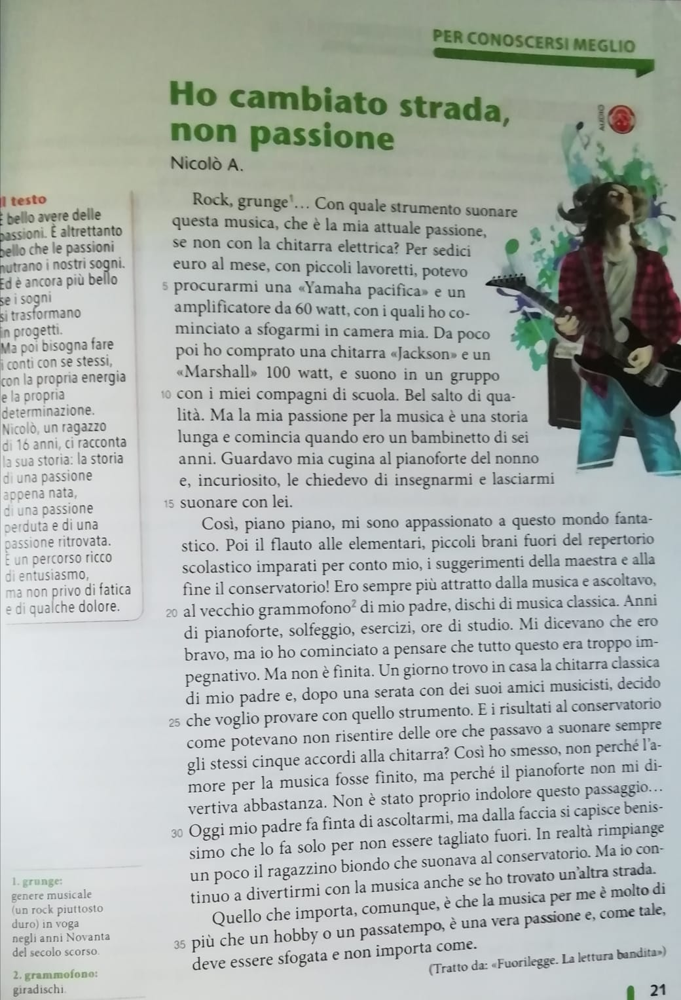 PER CONOSCERSI MEGLIO
Ho cambiato strada,
non passione
Nicolò A.
AUDIO
Il testo
È bello avere delle
passioni. È altrettanto
bello che le passioni
nutrano i nostri sogni.
Ed è ancora più bello
se i sogni
si trasformano
in progetti.
Ma poi bisogna fare
i conti con se stessi,
con la propria energia
e la propria
determinazione.
Nicolò, un ragazzo
di 16 anni, ci racconta
la sua storia: la storia
di una passione
appena nata,
di una passione
perduta e di una
passione ritrovata.
È un percorso ricco
di entusiasmo,
ma non privo di fatica
e di qualche dolore.
Rock, grunge¹... Con quale strumento suonare
questa musica, che è la mia attuale passione,
se non con la chitarra elettrica? Per sedici
euro al mese, con piccoli lavoretti, potevo
5 procurarmi una «Yamaha pacifica» e un
amplificatore da 60 watt, con i quali ho co-
minciato a sfogarmi in camera mia. Da poco
poi ho comprato una chitarra «Jackson» e un
«Marshall» 100 watt, e suono in un gruppo
10 con i miei compagni di scuola. Bel salto di qua-
lità. Ma la mia passione per la musica è una storia
lunga e comincia quando ero un bambinetto di sei
anni. Guardavo mia cugina al pianoforte del nonno
e, incuriosito, le chiedevo di insegnarmi e lasciarmi
15 suonare con lei.
Così, piano piano, mi sono appassionato a questo mondo fanta-
stico. Poi il flauto alle elementari, piccoli brani fuori del repertorio
scolastico imparati per conto mio, i suggerimenti della maestra e alla
fine il conservatorio! Ero sempre più attratto dalla musica e ascoltavo,
20 al vecchio grammofono² di mio padre, dischi di musica classica. Anni
di pianoforte, solfeggio, esercizi, ore di studio. Mi dicevano che ero
bravo, ma io ho cominciato a pensare che tutto questo era troppo im-
pegnativo. Ma non è finita. Un giorno trovo in casa la chitarra classica
di mio padre e, dopo una serata con dei suoi amici musicisti, decido
25 che voglio provare con quello strumento. E i risultati al conservatorio
come potevano non risentire delle ore che passavo a suonare sempre
gli stessi cinque accordi alla chitarra? Così ho smesso, non perché l'a-
more per la musica fosse finito, ma perché il pianoforte non mi di-
vertiva abbastanza. Non è stato proprio indolore questo passaggio...
30 Oggi mio padre fa finta di ascoltarmi, ma dalla faccia si capisce benis-
simo che lo fa solo per non essere tagliato fuori. In realtà rimpiange
un poco il ragazzino biondo che suonava al conservatorio. Ma io con-
tinuo a divertirmi con la musica anche se ho trovato un'altra strada.
Quello che importa, comunque, è che la musica per me è molto di
35 più che un hobby o un passatempo, è una vera passione e, come tale,
deve essere sfogata e non importa come.
(Tratto da: «Fuorilegge. La lettura bandita»)
1. grunge:
genere musicale
(un rock piuttosto
duro) in voga
negli anni Novanta
del secolo scorso.
2. grammofono:
giradischi.
21